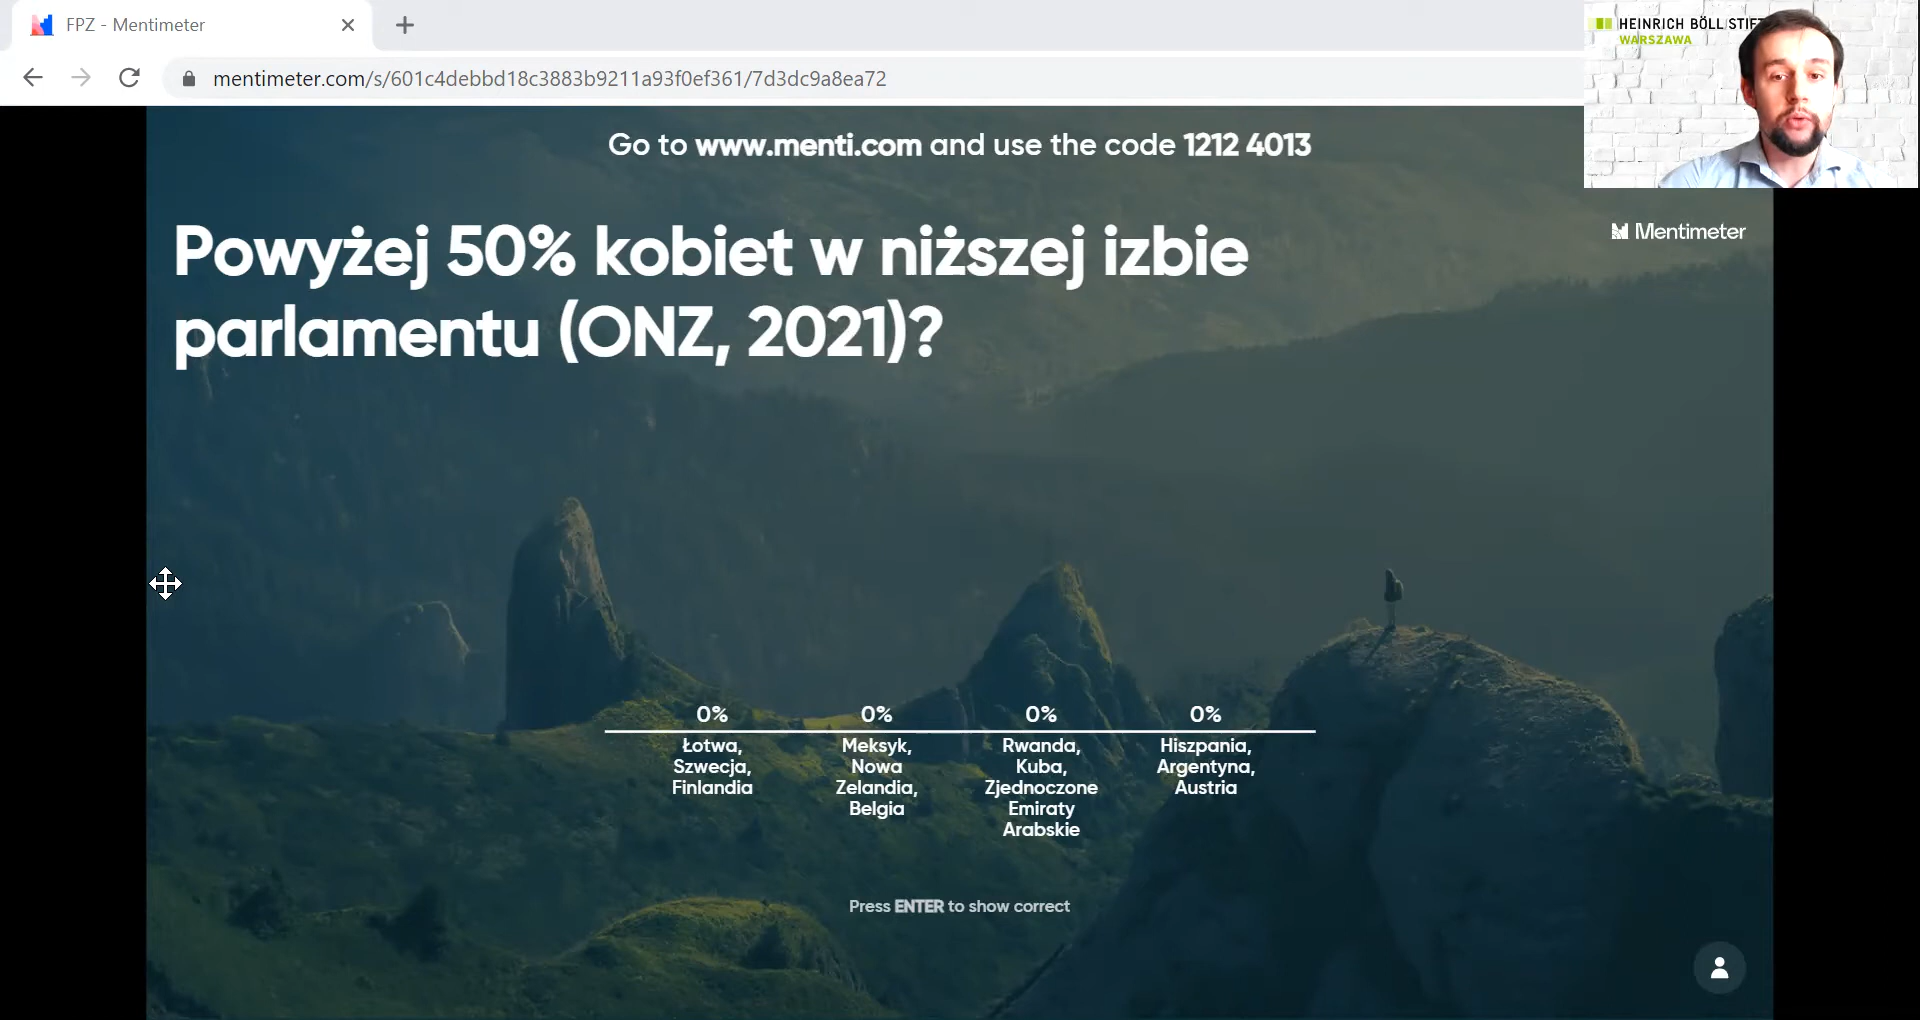 FPZ - Mentimeter
mentimeter.com/s/601c4debbd18c3883b9211a93f0ef361/7d3dc9a8ea72
HEINRICH BÖLL STIFT
WARSZAWA
Go to www.menti.com and use the code 1212 4013
Mentimeter
Powyżej 50% kobiet w niższej izbie
parlamentu (ONZ, 2021)?
0%
Łotwa,
Szwecja,
Finlandia
0%
Meksyk,
Nowa
Zelandia,
Belgia
0%
Rwanda,
Kuba,
Zjednoczone
Emiraty
Arabskie
0%
Hiszpania,
Argentyna,
Austria
Press ENTER to show correct